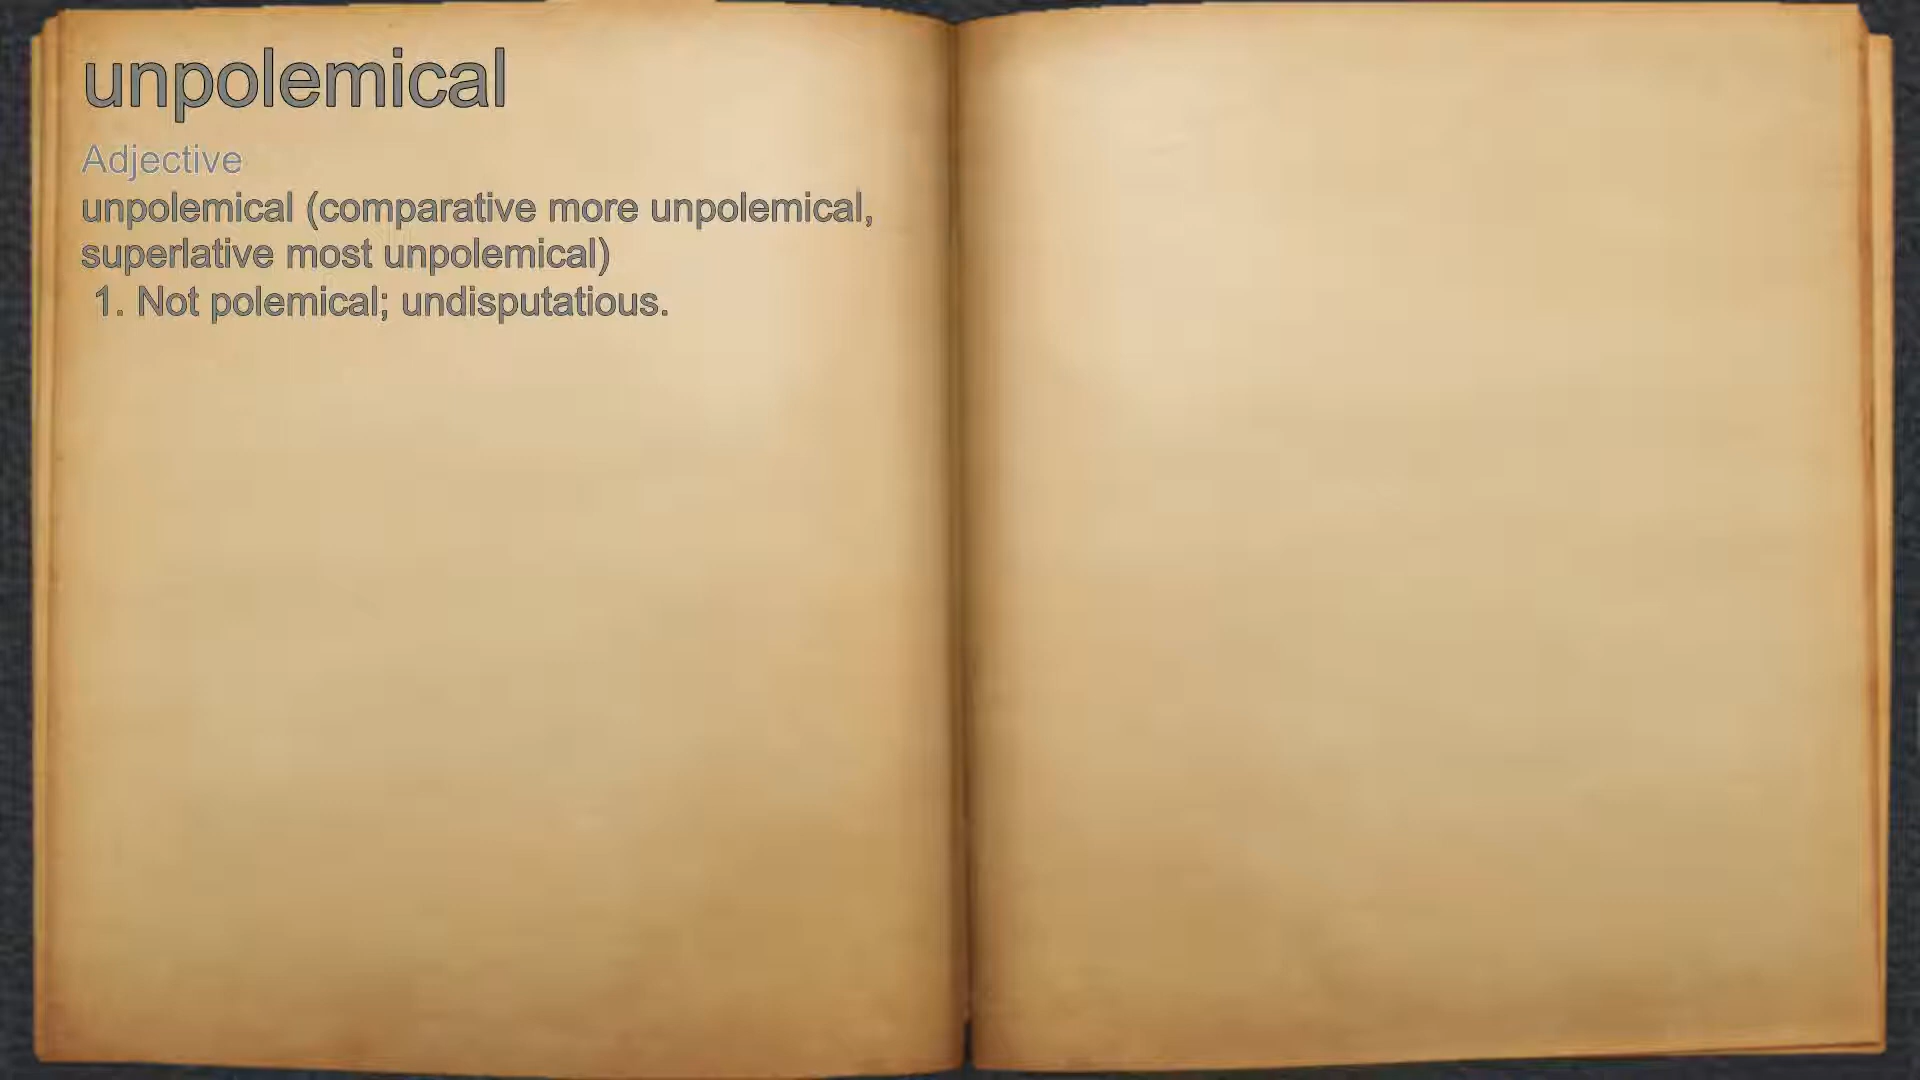 unpolemical
Adjective
unpolemical (comparative more unpolemical,
superlative most unpolemical)
1. Not polemical; undisputatious.